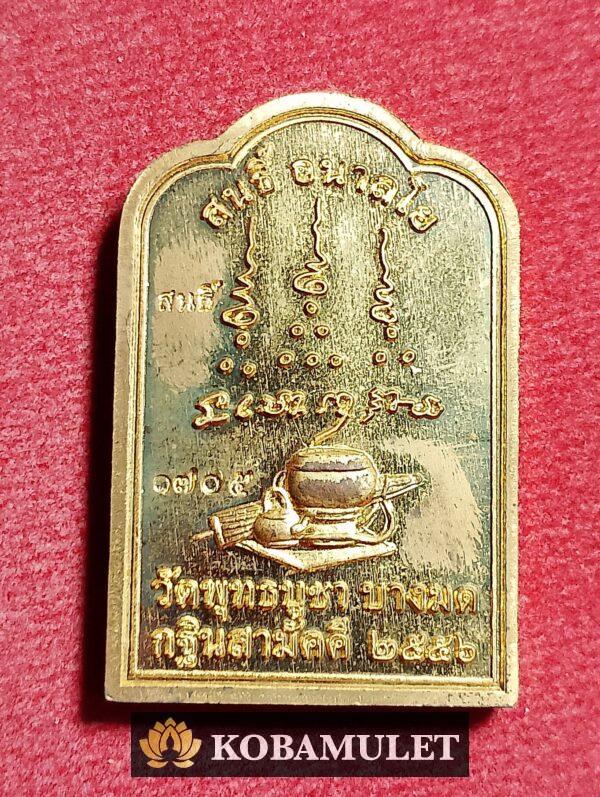 สนธิ์ อนาลโย
สนธิ์
๑๗๐๕
วัดพุทธบูชา บางมด
กฐินสามัคคี ๒๕๕๖
KOBAMULET